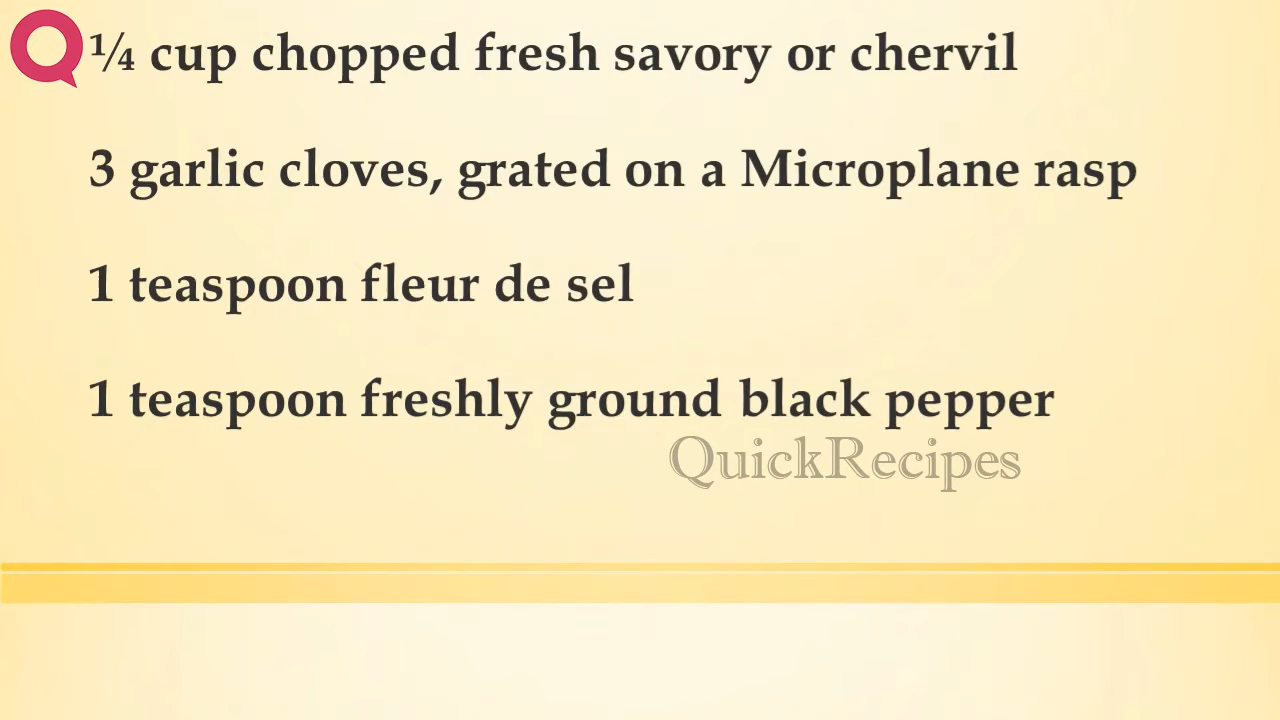 ¼ cup chopped fresh savory or chervil
3 garlic cloves, grated on a Microplane rasp
1 teaspoon fleur de sel
1 teaspoon freshly ground black pepper
QuickRecipes